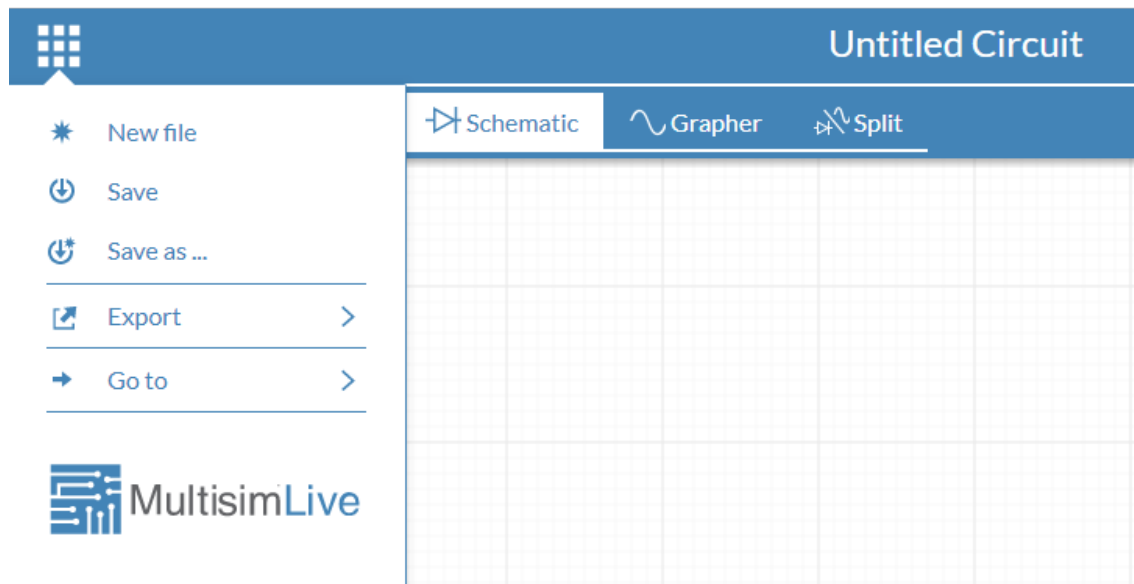 Untitled Circuit
New file
Save
Save as ...
Export
Go to
MultisimLive
Schematic
Grapher
Split